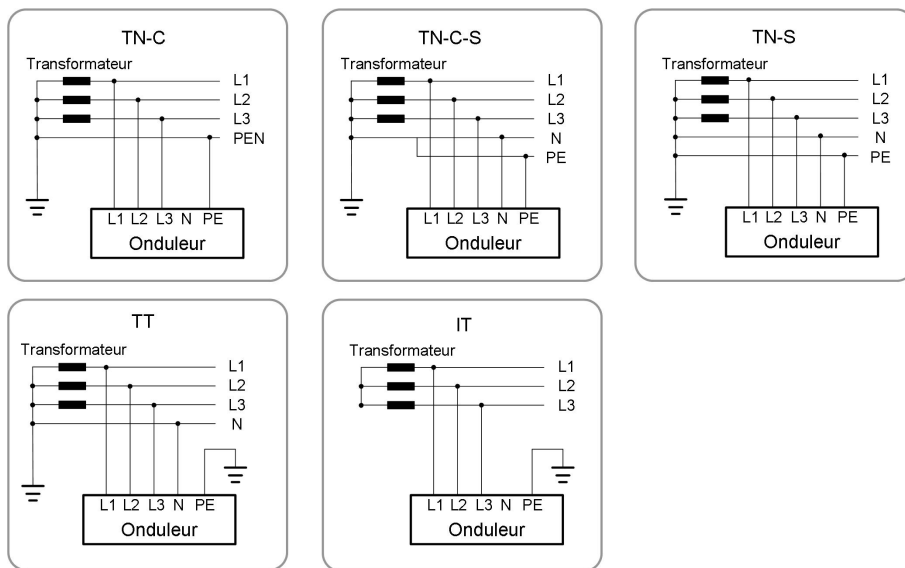 TN-C
Transformateur
L1
L2
L3
PEN
L1 L2 L3 N PE
Onduleur
TN-C-S
Transformateur
L1
L2
L3
N
PE
L1 L2 L3 N PE
Onduleur
TN-S
Transformateur
L1
L2
L3
N
PE
L1 L2 L3 N PE
Onduleur
TT
Transformateur
L1
L2
L3
N
L1 L2 L3 N PE
Onduleur
IT
Transformateur
L1
L2
L3
L1 L2 L3 N PE
Onduleur